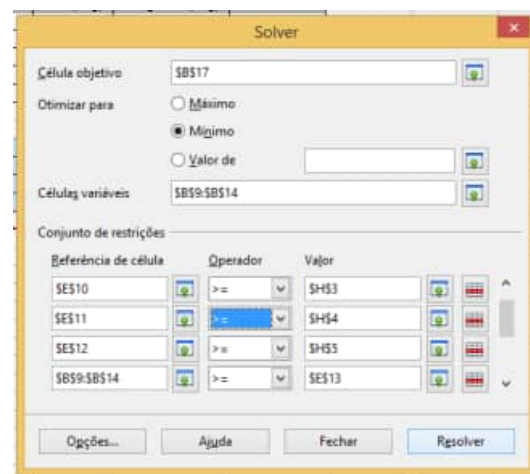 Solver
Célula objetivo $B$17
Otimizar para Máximo
Mínimo
Valor de
Células variáveis $B$9:$B$14
Conjunto de restrições
Referência de célula Operador Valor
$E$10 >= $H$3
$E$11 >= $H$4
$E$12 >= $H$5
$B$9:$B$14 >= $E$13
Opções... Ajuda Fechar Resolver